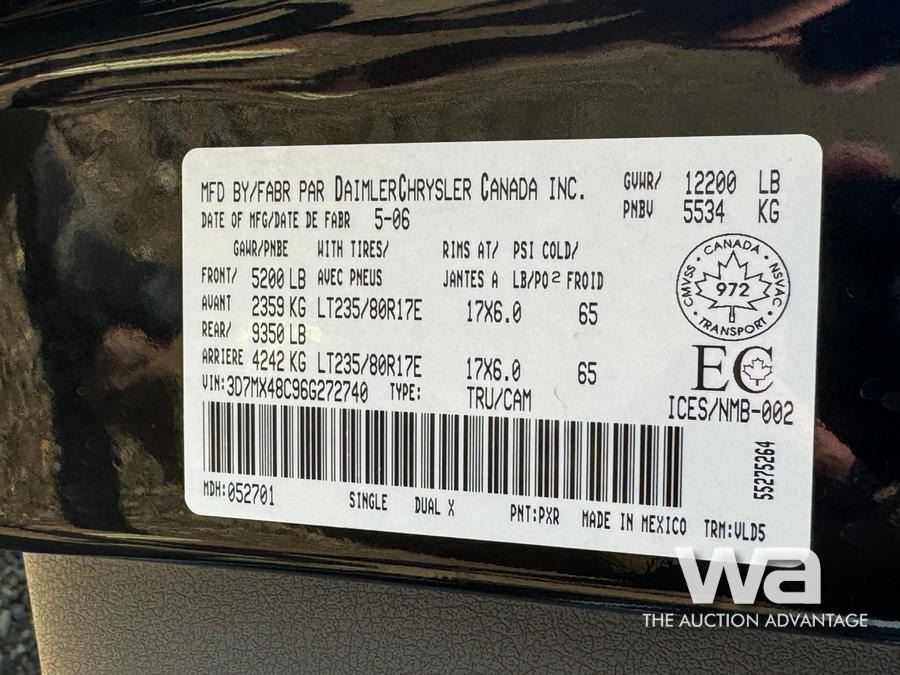 MFD BY/FABR PAR DAIMLERCHRYSLER CANADA INC.
GVWR/ 12200 LB
PNBV 5534 KG
DATE OF MFG/DATE DE FABR 5-06
GAWR/PNBE WITH TIRES/ RIMS AT/ PSI COLD/
FRONT/ 5200 LB AVEC PNEUS JANTES A LB/PO2 FROID
AVANT 2359 KG LT235/80R17E 17X6.0 65
REAR/ 9350 LB
ARRIERE 4242 KG LT235/80R17E 17X6.0 65
VIN:3D7MX48C96G272740 TYPE: TRU/CAM
CANADA
CMVSS 972 NSVAC
TRANSPORT
EC
ICES/NMB-002
55275264
MDH:052701 SINGLE DUAL X PNT:PXR MADE IN MEXICO TRM:VLD5
wa
THE AUCTION ADVANTAGE